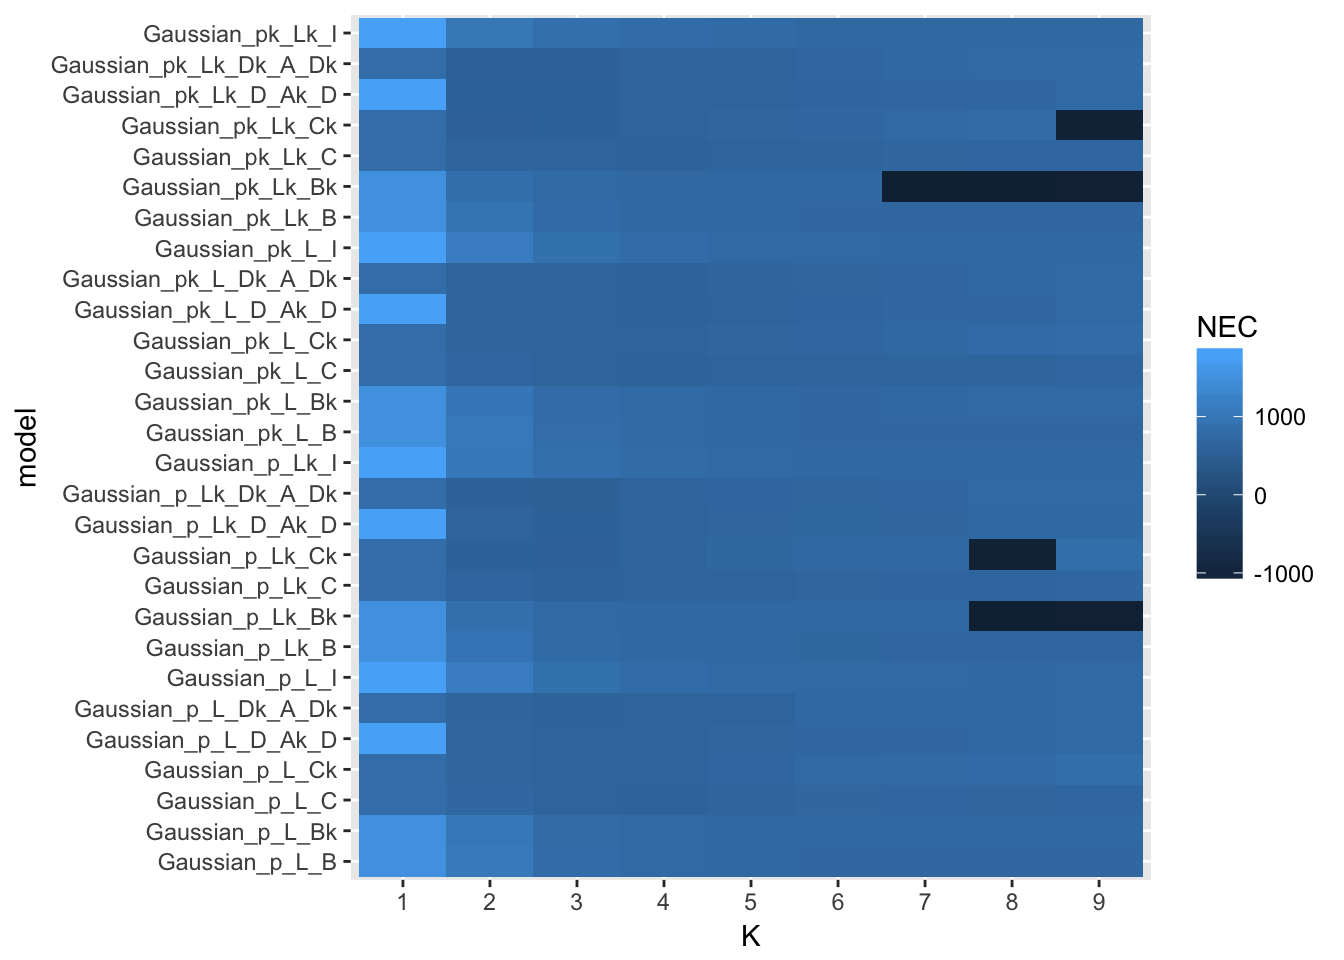 Gaussian_pk_Lk_I
Gaussian_pk_Lk_Dk_A_Dk
Gaussian_pk_Lk_D_Ak_D
Gaussian_pk_Lk_Ck
Gaussian_pk_Lk_C
Gaussian_pk_Lk_Bk
Gaussian_pk_Lk_B
Gaussian_pk_L_I
Gaussian_pk_L_Dk_A_Dk
Gaussian_pk_L_D_Ak_D
Gaussian_pk_L_Ck
Gaussian_pk_L_C
Gaussian_pk_L_Bk
Gaussian_pk_L_B
Gaussian_p_Lk_I
Gaussian_p_Lk_Dk_A_Dk
Gaussian_p_Lk_D_Ak_D
Gaussian_p_Lk_Ck
Gaussian_p_Lk_C
Gaussian_p_Lk_Bk
Gaussian_p_Lk_B
Gaussian_p_L_I
Gaussian_p_L_Dk_A_Dk
Gaussian_p_L_D_Ak_D
Gaussian_p_L_Ck
Gaussian_p_L_C
Gaussian_p_L_Bk
Gaussian_p_L_B
model
1 2 3 4 5 6 7 8 9
K
NEC
1000
0
-1000